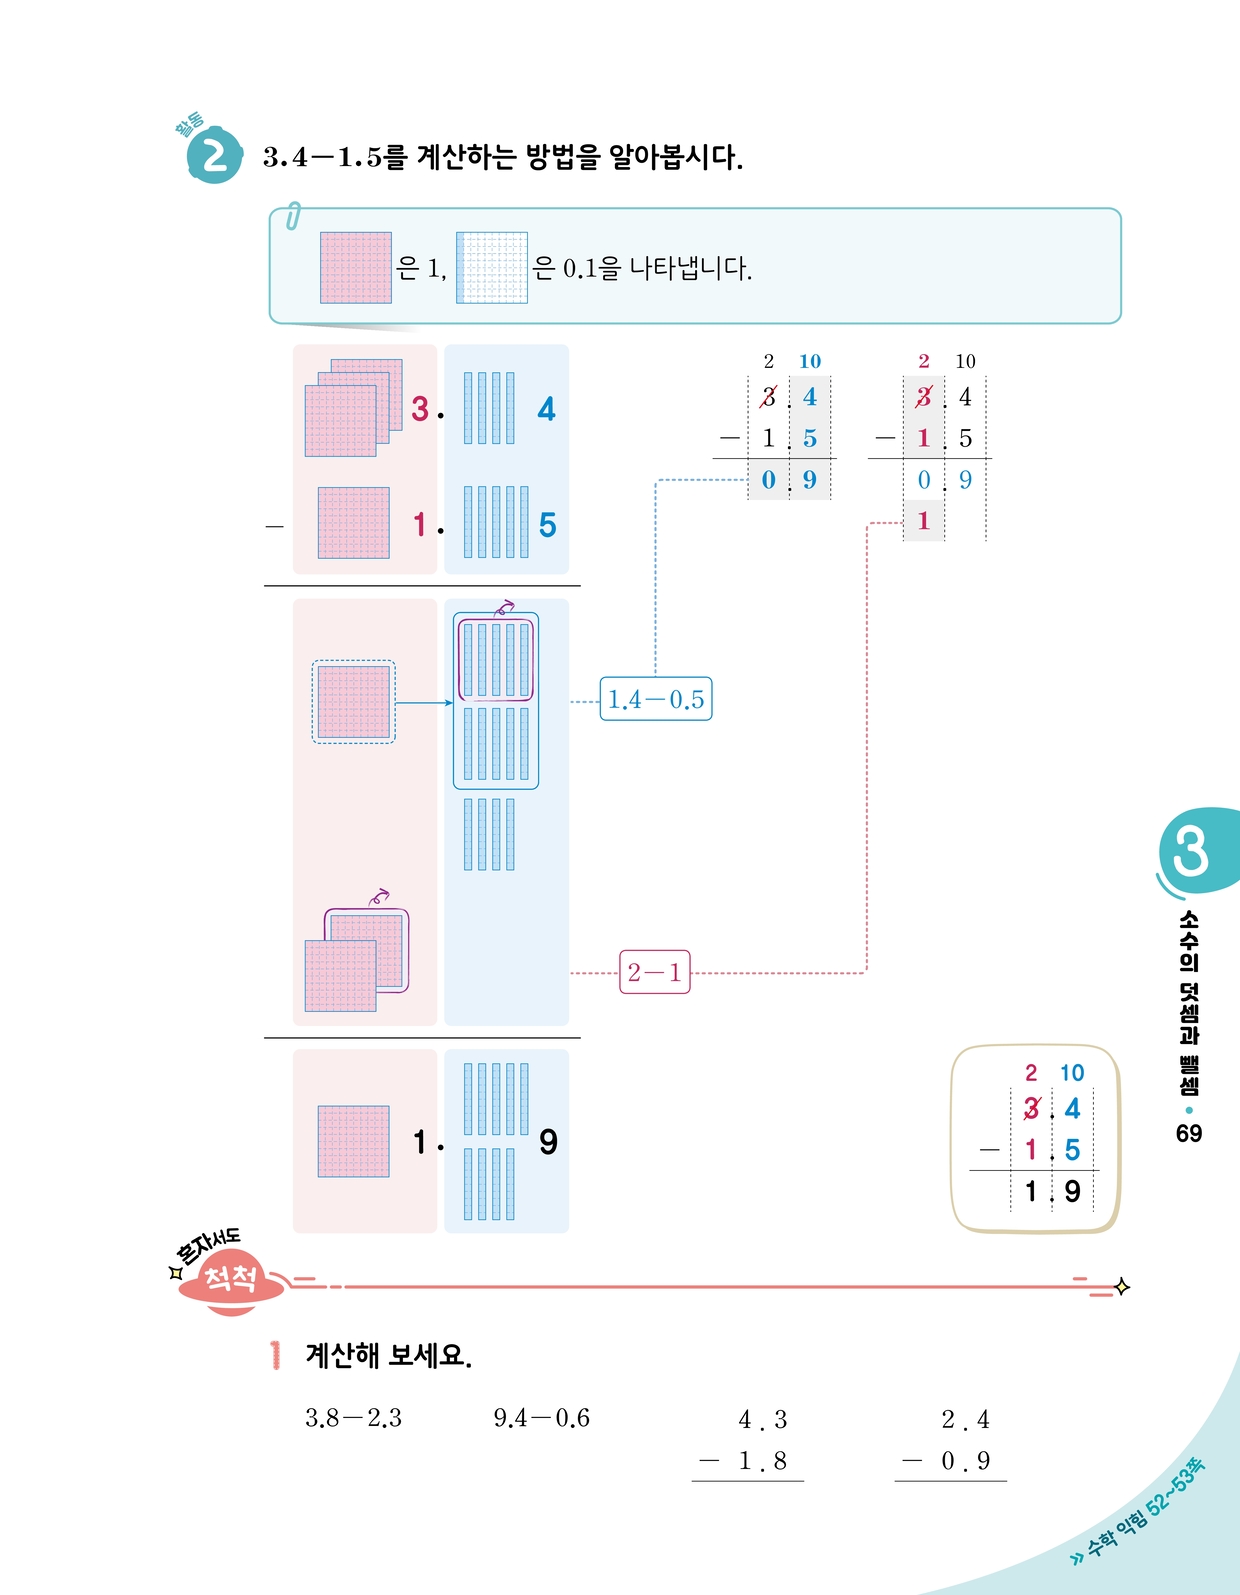 활동
2 3.4－1.5를 계산하는 방법을 알아봅시다.
은 1, 은 0.1을 나타냅니다.
3. 4
－ 1. 5
2 10
3.4
－ 1.5
0.9
2 10
3.4
－ 1.5
0.9
1
1.4－0.5
2－1
1. 9
2 10
3.4
－ 1.5
1.9
3
소수의 덧셈과 뺄셈 • 69
혼자서도
척척
1 계산해 보세요.
3.8－2.3
9.4－0.6
4.3
－ 1.8
2.4
－ 0.9
» 수학 익힘 52~53쪽